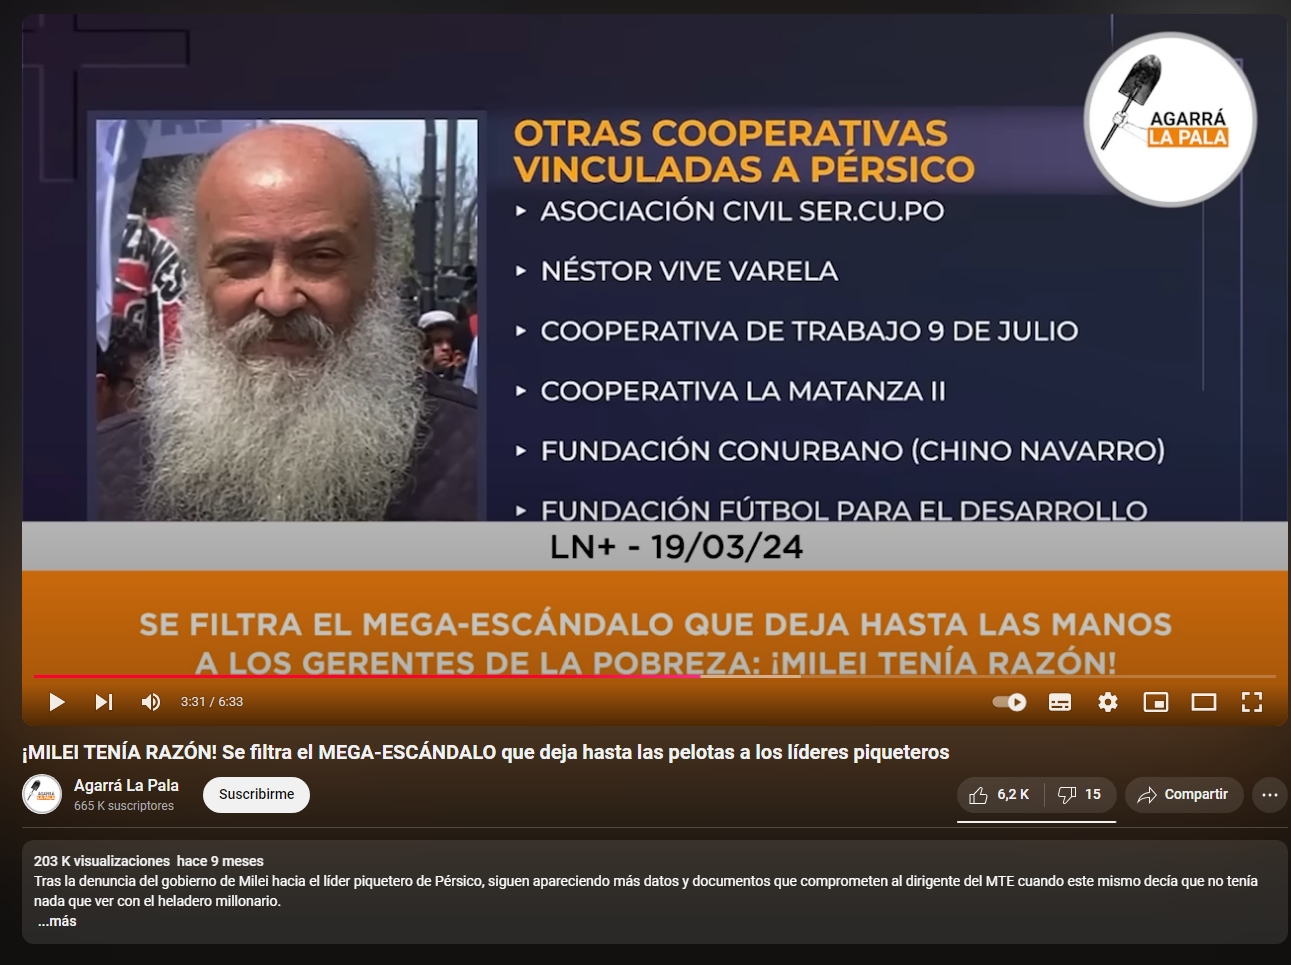 OTRAS COOPERATIVAS
VINCULADAS A PÉRSICO
AGARRÁ
LA PALA
ASOCIACIÓN CIVIL SER.CU.PO
NÉSTOR VIVE VARELA
COOPERATIVA DE TRABAJO 9 DE JULIO
COOPERATIVA LA MATANZA II
FUNDACIÓN CONURBANO (CHINO NAVARRO)
FUNDACIÓN FÚTBOL PARA EL DESARROLLO
LN+ - 19/03/24
SE FILTRA EL MEGA-ESCÁNDALO QUE DEJA HASTA LAS MANOS
A LOS GERENTES DE LA POBREZA: ¡MILEI TENÍA RAZÓN!
3:31 / 6:33
¡MILEI TENÍA RAZÓN! Se filtra el MEGA-ESCÁNDALO que deja hasta las pelotas a los líderes piqueteros
Agarrá La Pala
665 K suscriptores
Suscribirme
6,2 K
15
Compartir
203 K visualizaciones hace 9 meses
Tras la denuncia del gobierno de Milei hacia el líder piquetero de Pérsico, siguen apareciendo más datos y documentos que comprometen al dirigente del MTE cuando este mismo decía que no tenía
nada que ver con el heladero millonario.
...más